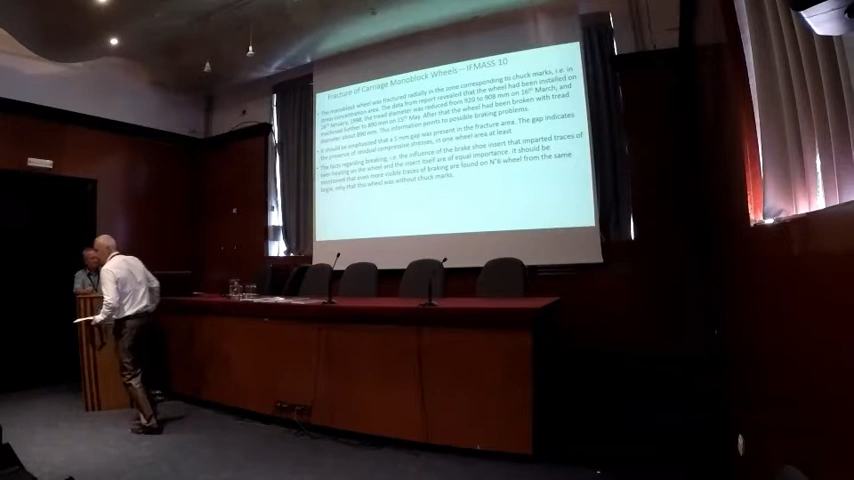 Fracture of Carriage Monoblock Wheels – IFMASS 10
• The monoblock wheel was fractured radially in the zone corresponding to chuck marks, i.e. in
stress concentration area. The data from report revealed that the wheel had been installed on
26th January, 1998, the tread diameter was reduced from 920 to 908 mm on 16th March, and
machined further to 890 mm on 15th May. After that the wheel had been broken with tread
diameter about 890 mm. This information points to possible braking problems.
• It should be emphasized that a 5 mm gap was present in the fracture area. The gap indicates
the presence of residual compressive stresses, in one wheel area at least
• The facts regarding breaking, i.e. the influence of the brake shoe insert that imparted traces of
over-heating on the wheel and the insert itself are of equal importance. It should be
mentioned that even more visible traces of braking are found on N°6 wheel from the same
bogie, why that this wheel was without chuck marks.